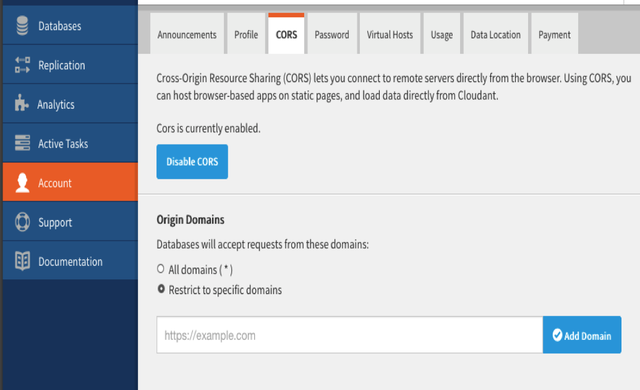 Databases
Replication
Analytics
Active Tasks
Account
Support
Documentation
Announcements Profile CORS Password Virtual Hosts Usage Data Location Payment
Cross-Origin Resource Sharing (CORS) lets you connect to remote servers directly from the browser. Using CORS, you
can host browser-based apps on static pages, and load data directly from Cloudant.
Cors is currently enabled.
Disable CORS
Origin Domains
Databases will accept requests from these domains:
All domains ( * )
Restrict to specific domains
https://example.com
Add Domain